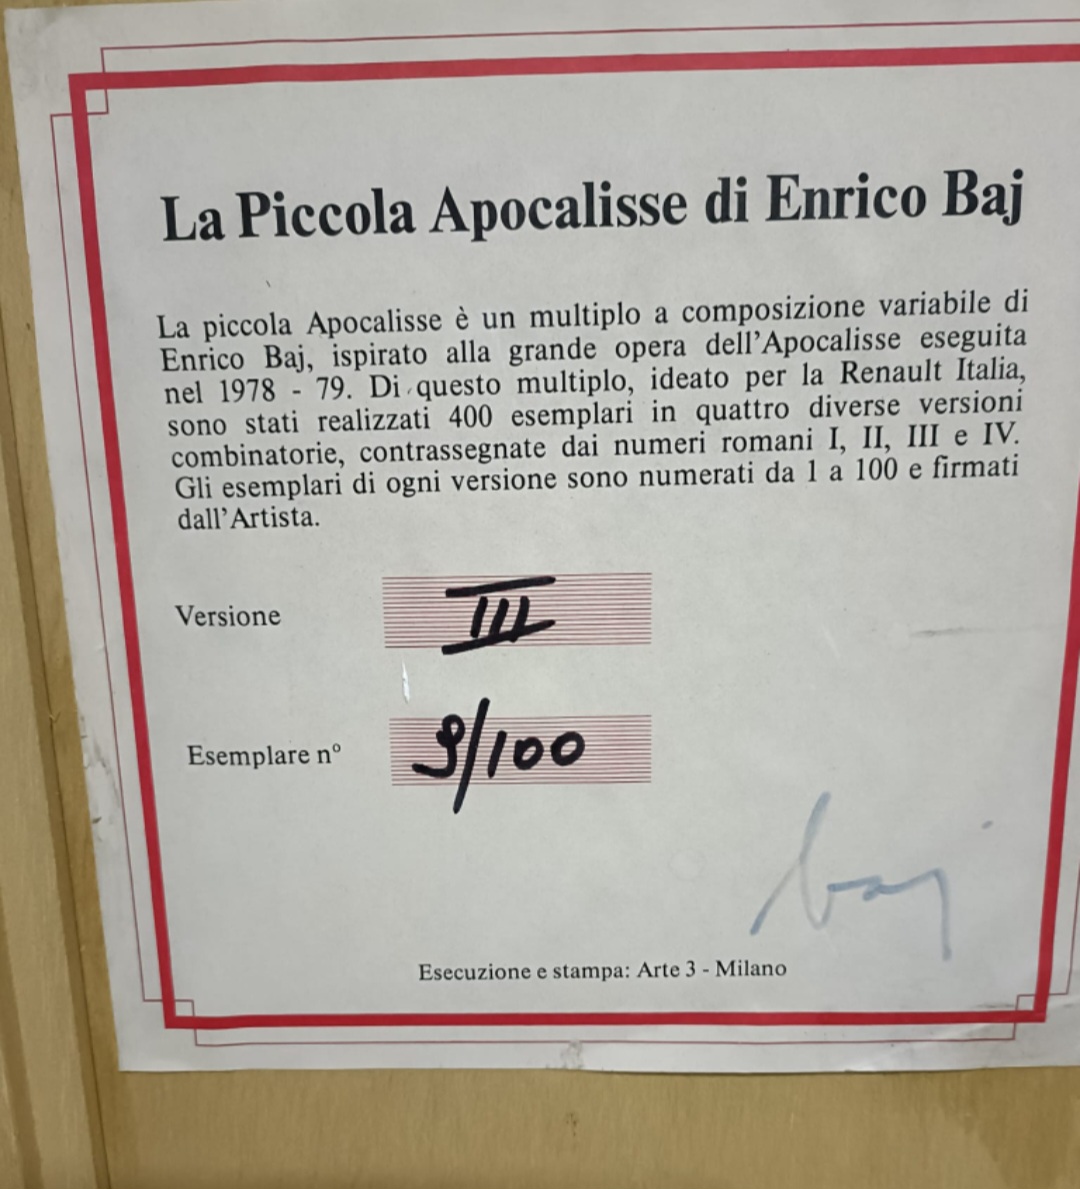 La Piccola Apocalisse di Enrico Baj
La piccola Apocalisse è un multiplo a composizione variabile di
Enrico Baj, ispirato alla grande opera dell'Apocalisse eseguita
nel 1978 - 79. Di questo multiplo, ideato per la Renault Italia,
sono stati realizzati 400 esemplari in quattro diverse versioni
combinatorie, contrassegnate dai numeri romani I, II, III e IV.
Gli esemplari di ogni versione sono numerati da 1 a 100 e firmati
dall'Artista.
Versione III
Esemplare n° 9/100
baj
Esecuzione e stampa: Arte 3 - Milano